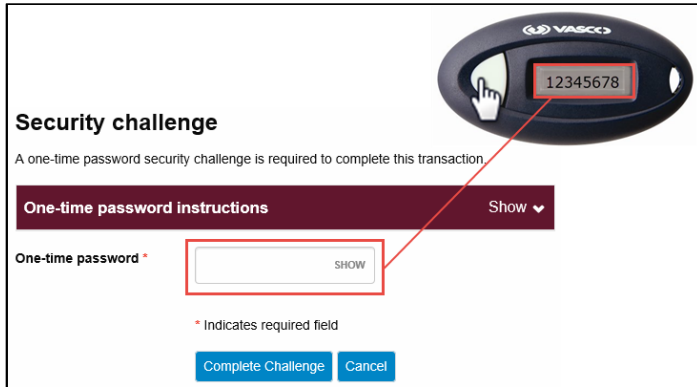 VASCO
12345678
Security challenge
A one-time password security challenge is required to complete this transaction.
One-time password instructions Show
One-time password *
SHOW
* Indicates required field
Complete Challenge Cancel